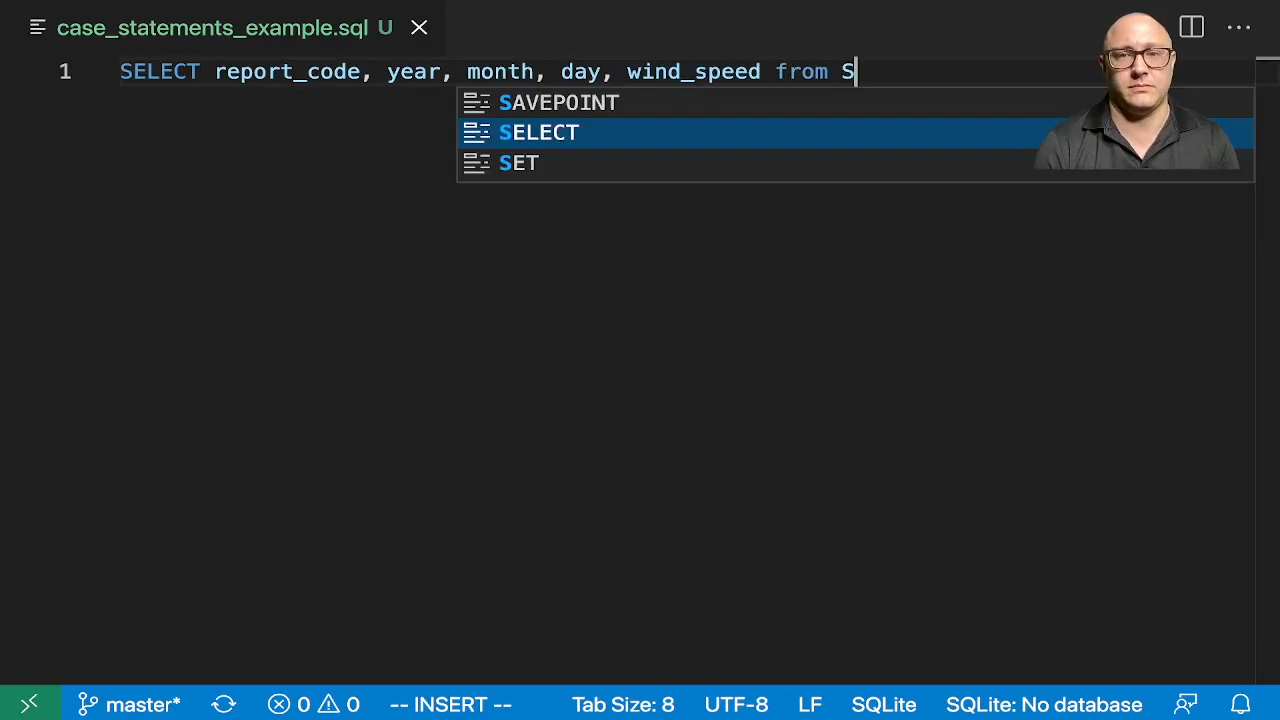 case_statements_example.sql U
1 SELECT report_code, year, month, day, wind_speed from S
SAVEPOINT
SELECT
SET
master* 0 0 -- INSERT -- Tab Size: 8 UTF-8 LF SQLite SQLite: No database